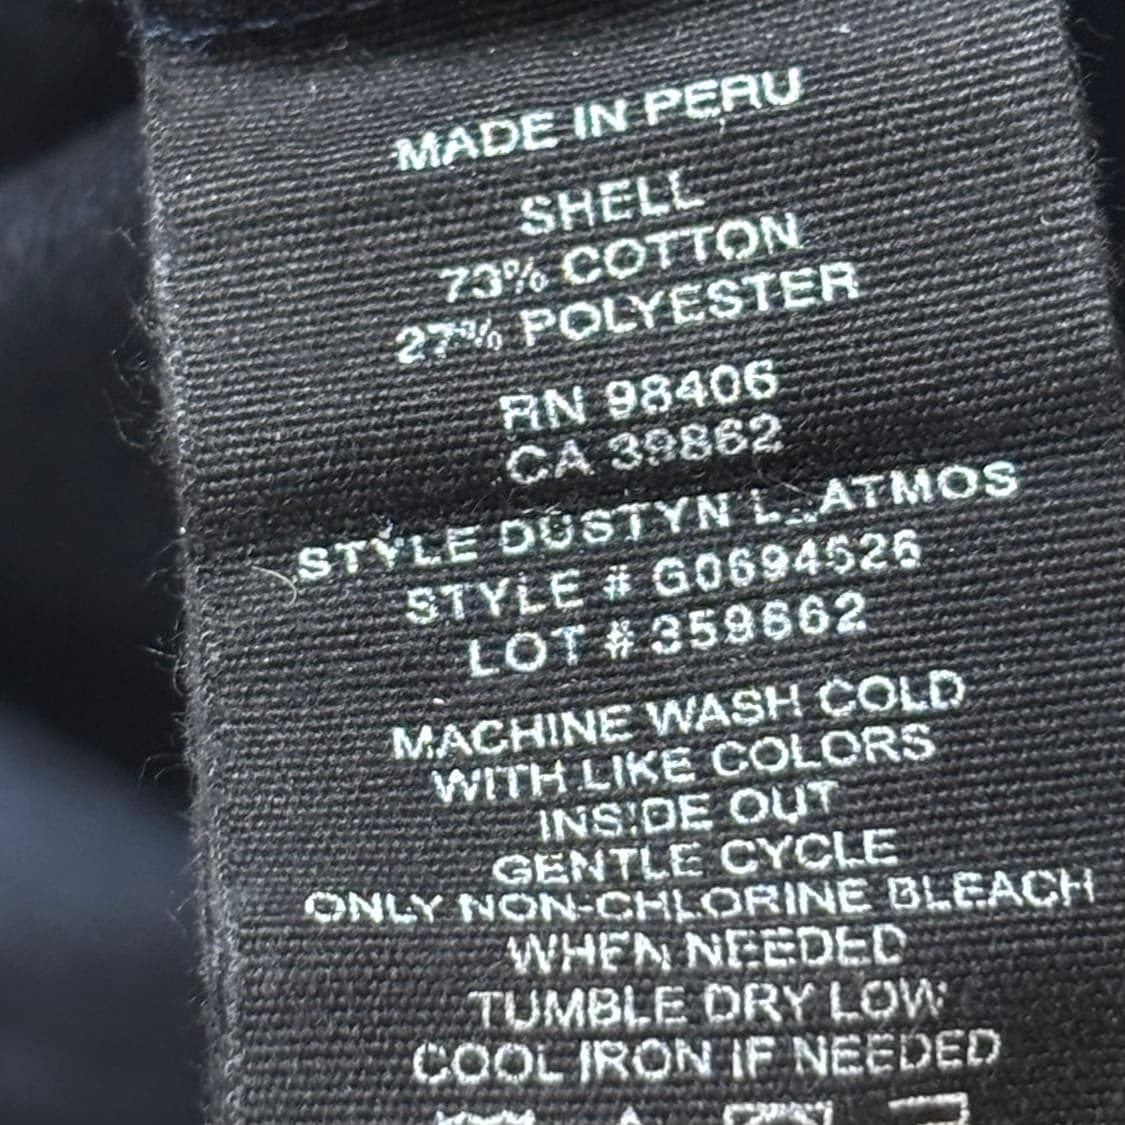 MADE IN PERU
SHELL
73% COTTON
27% POLYESTER
RN 98406
CA 39862
STYLE DUSTYN L_ATMOS
STYLE # G0694526
LOT # 359662
MACHINE WASH COLD
WITH LIKE COLORS
INSIDE OUT
GENTLE CYCLE
ONLY NON-CHLORINE BLEACH
WHEN NEEDED
TUMBLE DRY LOW
COOL IRON IF NEEDED